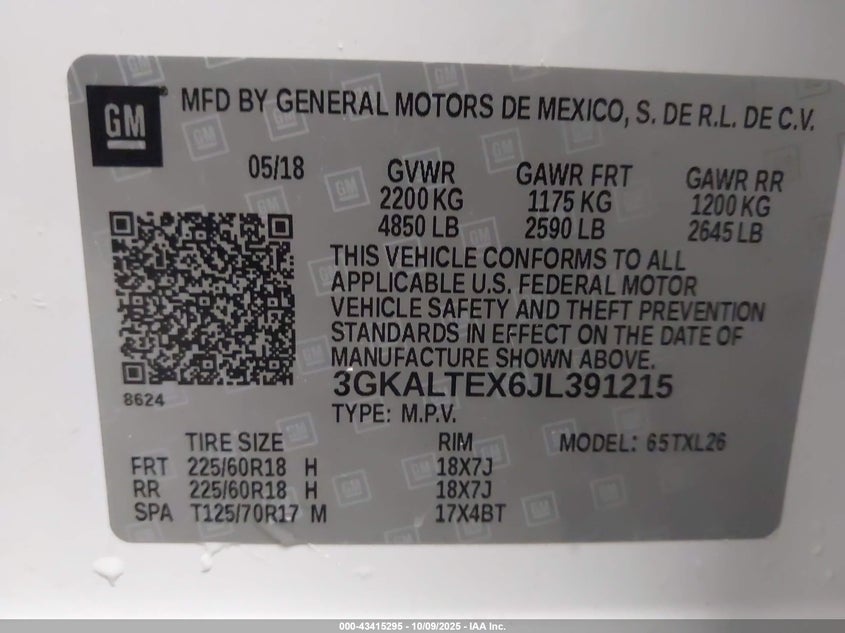 GM
MFD BY GENERAL MOTORS DE MEXICO, S. DE R.L. DE C.V.
05/18 GVWR GAWR FRT GAWR RR
2200 KG 1175 KG 1200 KG
4850 LB 2590 LB 2645 LB
THIS VEHICLE CONFORMS TO ALL
APPLICABLE U.S. FEDERAL MOTOR
VEHICLE SAFETY AND THEFT PREVENTION
STANDARDS IN EFFECT ON THE DATE OF
MANUFACTURE SHOWN ABOVE.
8624 3GKALTEX6JL391215
TYPE: M.P.V.
TIRE SIZE RIM MODEL: 65TXL26
FRT 225/60R18 H 18X7J
RR 225/60R18 H 18X7J
SPA T125/70R17 M 17X4BT
000-43415295 - 10/09/2025 - IAA Inc.